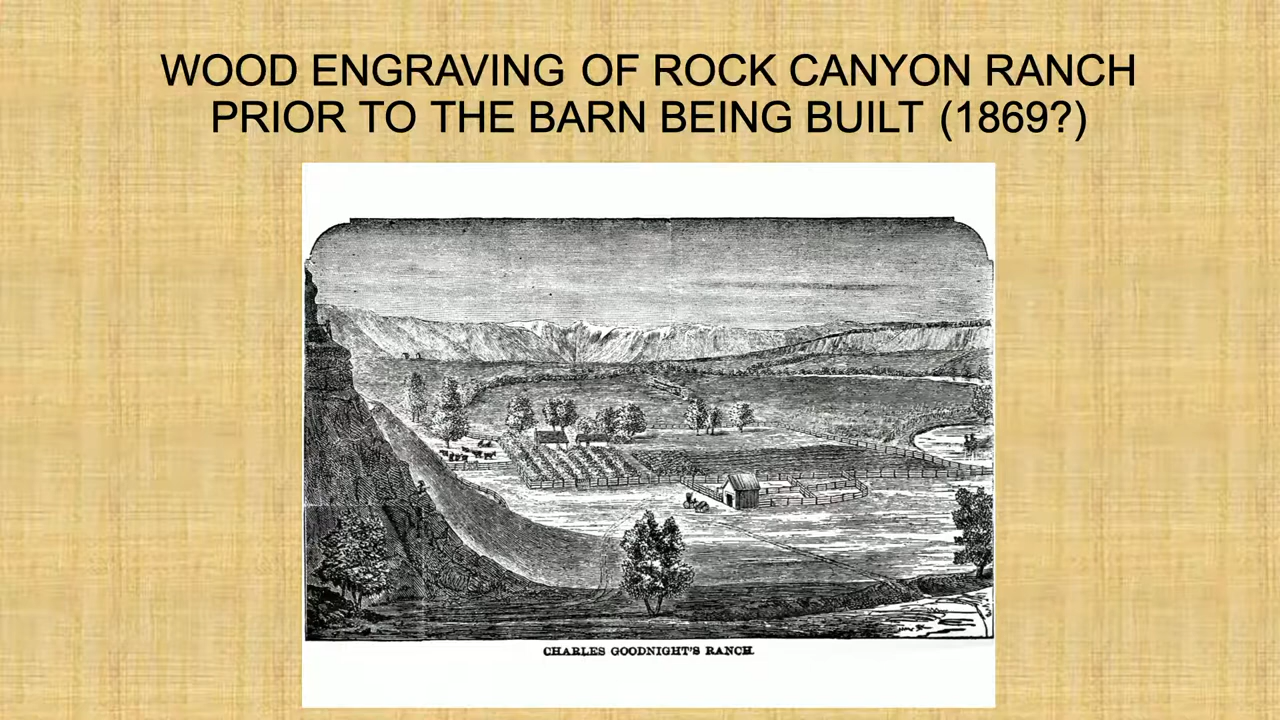 WOOD ENGRAVING OF ROCK CANYON RANCH
PRIOR TO THE BARN BEING BUILT (1869?)
CHARLES GOODNIGHT'S RANCH.